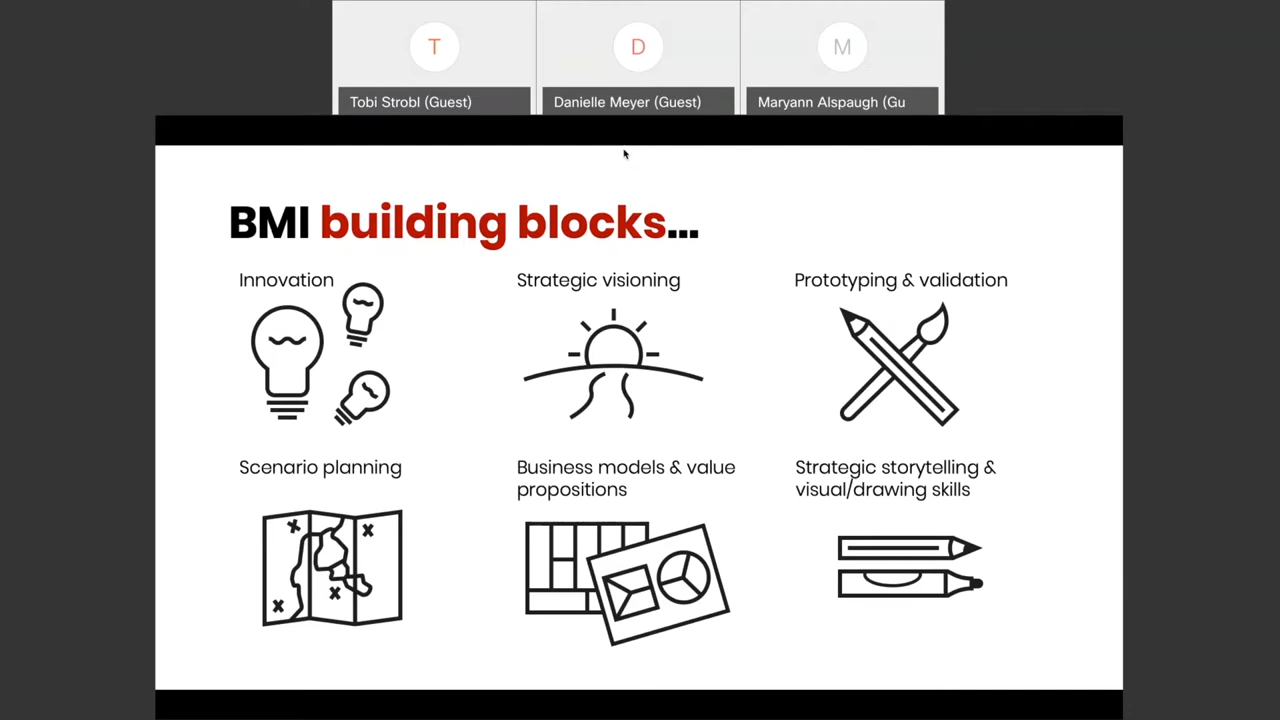 T
D
M
Tobi Strobl (Guest)
Danielle Meyer (Guest)
Maryann Alspaugh (Gu
BMI building blocks...
Innovation
Strategic visioning
Prototyping & validation
Scenario planning
Business models & value
propositions
Strategic storytelling &
visual/drawing skills